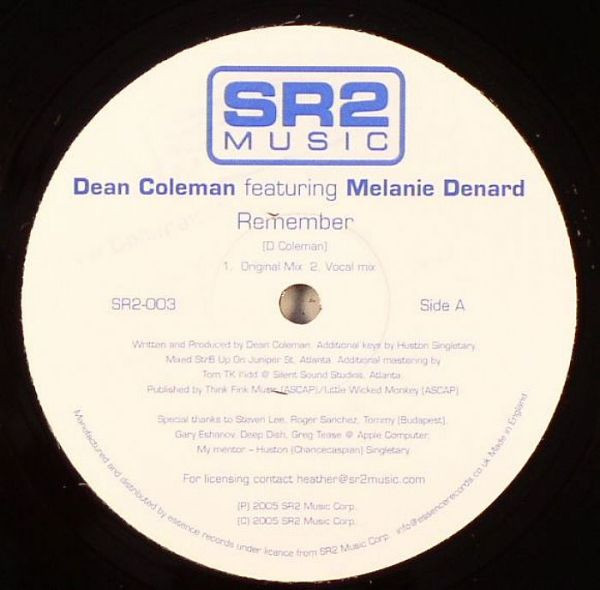 SR2
MUSIC
Dean Coleman featuring Melanie Denard
Remember
(D Coleman)
1. Original Mix 2. Vocal mix
SR2-003
Side A
Written and Produced by Dean Coleman. Additional keys by Huston Singletary
Mixed Up On Juniper St, Atlanta. Additional mastering by
Tom TK @ Silent Sound Studios, Atlanta.
Published by Think Fink Music (ASCAP)/Little Wicked Monkey (ASCAP)
Special thanks to Steven Lee, Roger Sanchez, Tommy (Budapest),
Gary Eshanov, Deep Dish, Greg Tease @ Apple Computer.
My mentor – Huston (Chancecaspian) Singletary
For licensing contact heather@sr2music.com
(P) 2005 SR2 Music Corp.
(C) 2005 SR2 Music Corp.
Manufactured and distributed by essence records under licence from SR2 Music Corp. info@essencerecords.co.uk Made in England